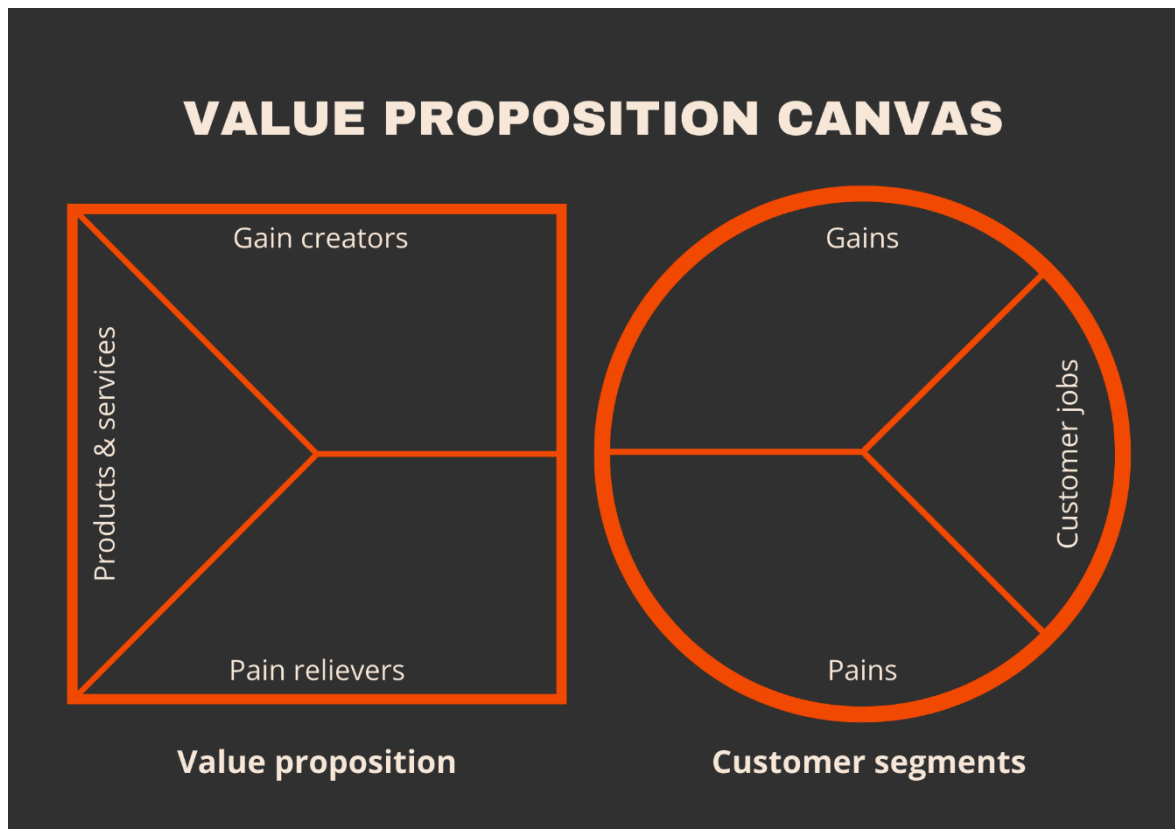 VALUE PROPOSITION CANVAS
Gain creators
Products & services
Pain relievers
Value proposition
Gains
Customer jobs
Pains
Customer segments